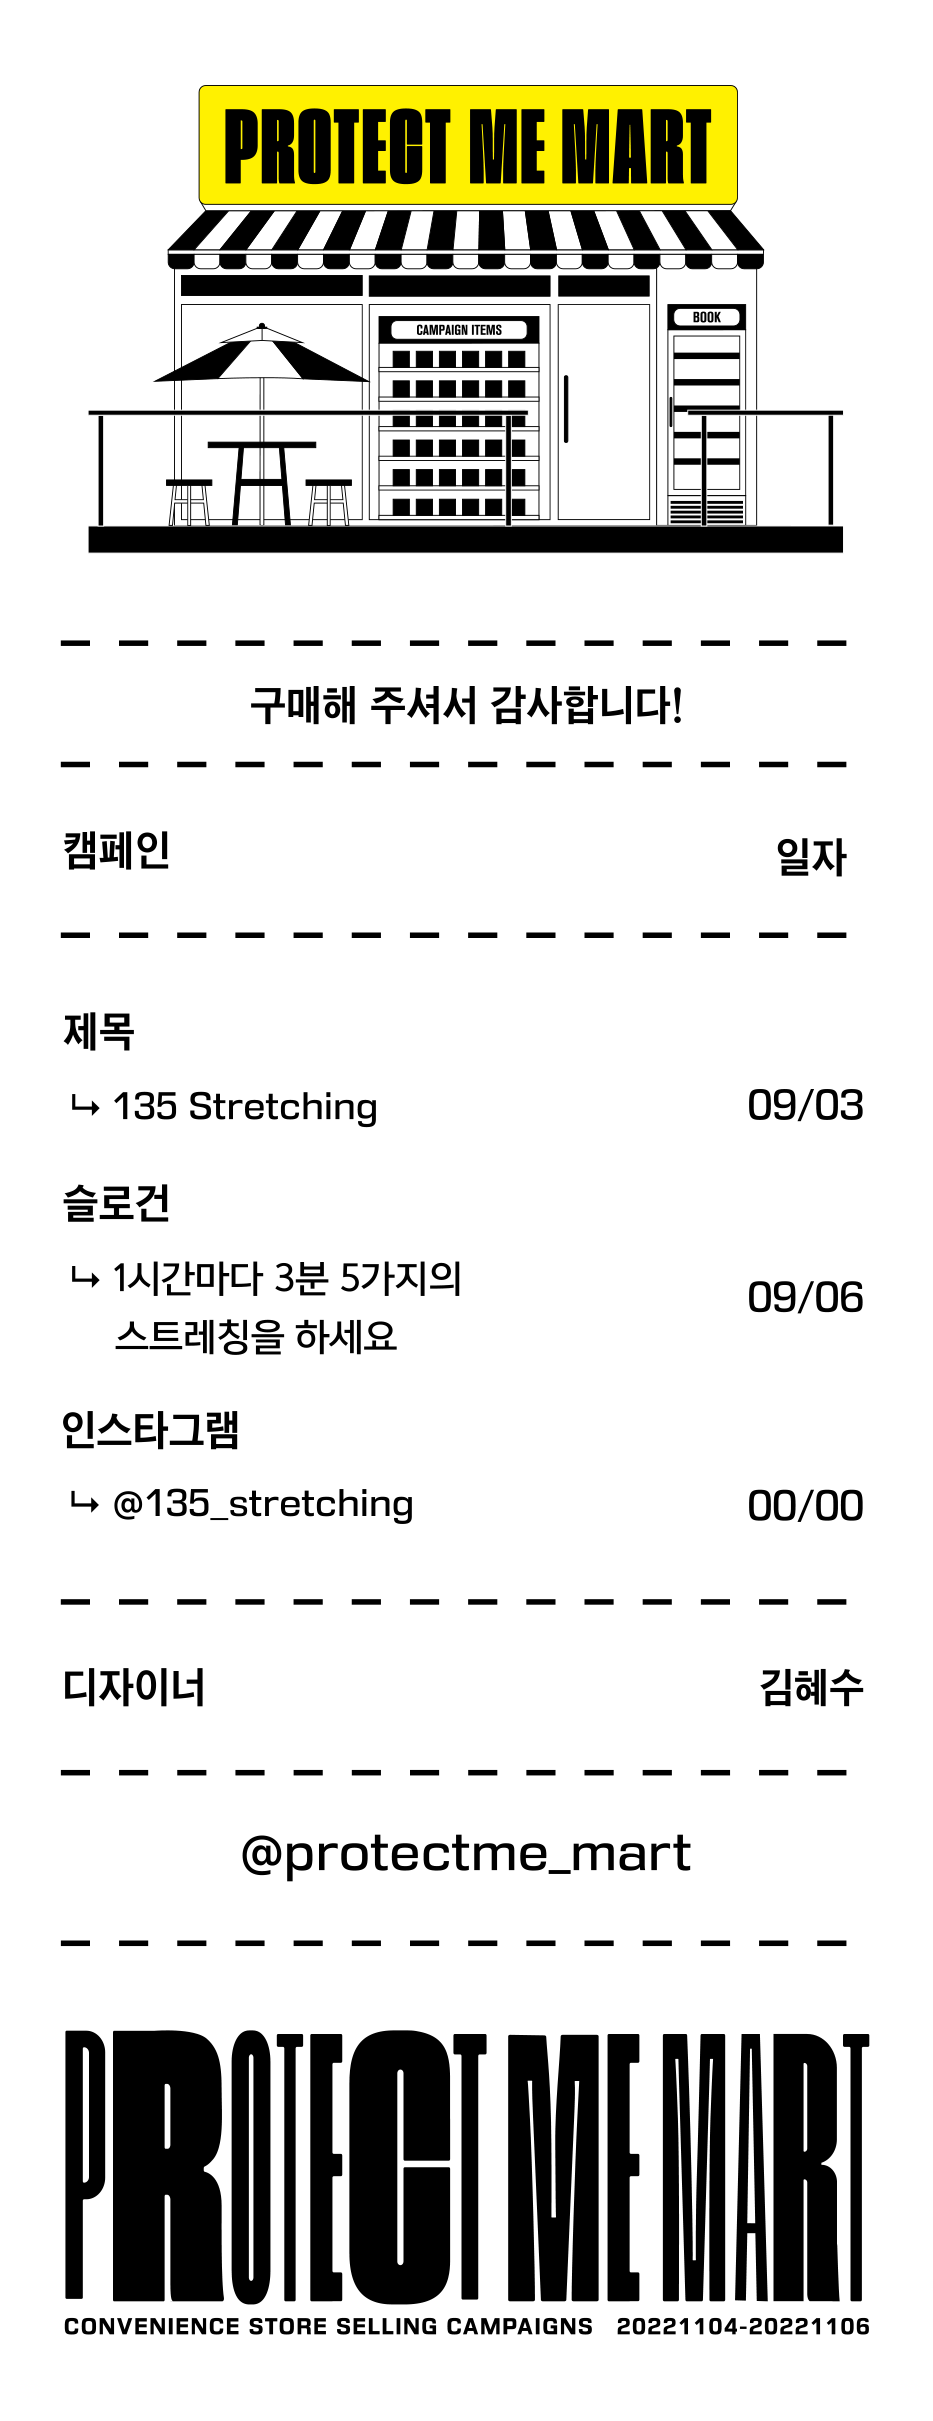 PROTECT ME MART
CAMPAIGN ITEMS
BOOK
구매해 주셔서 감사합니다!
캠페인 일자
제목
↳ 135 Stretching 09/03
슬로건
↳ 1시간마다 3분 5가지의
스트레칭을 하세요 09/06
인스타그램
↳ @135_stretching 00/00
디자이너 김혜수
@protectme_mart
PROTECT ME MART
CONVENIENCE STORE SELLING CAMPAIGNS 20221104-20221106